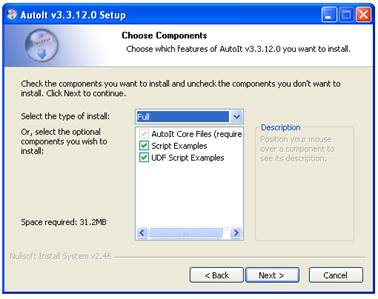 AutoIt v3.3.12.0 Setup
Choose Components
Choose which features of AutoIt v3.3.12.0 you want to install.
Check the components you want to install and uncheck the components you don't want to
install. Click Next to continue.
Select the type of install:
Full
Or, select the optional
components you wish to
install:
AutoIt Core Files (require
Script Examples
UDF Script Examples
Description
Position your mouse
over a component to
see its description.
Space required: 31.2MB
Nullsoft Install System v2.46
< Back
Next >
Cancel